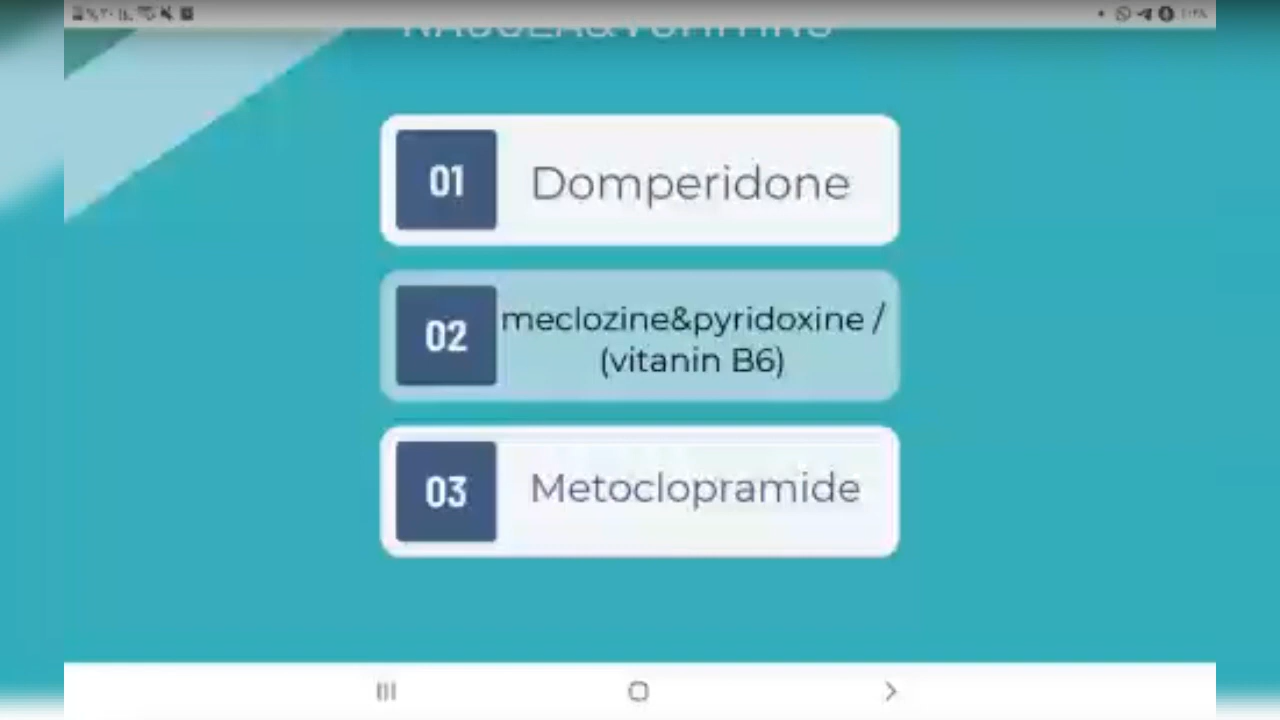 01
Domperidone
02
meclozine&pyridoxine /
(vitanin B6)
03
Metoclopramide